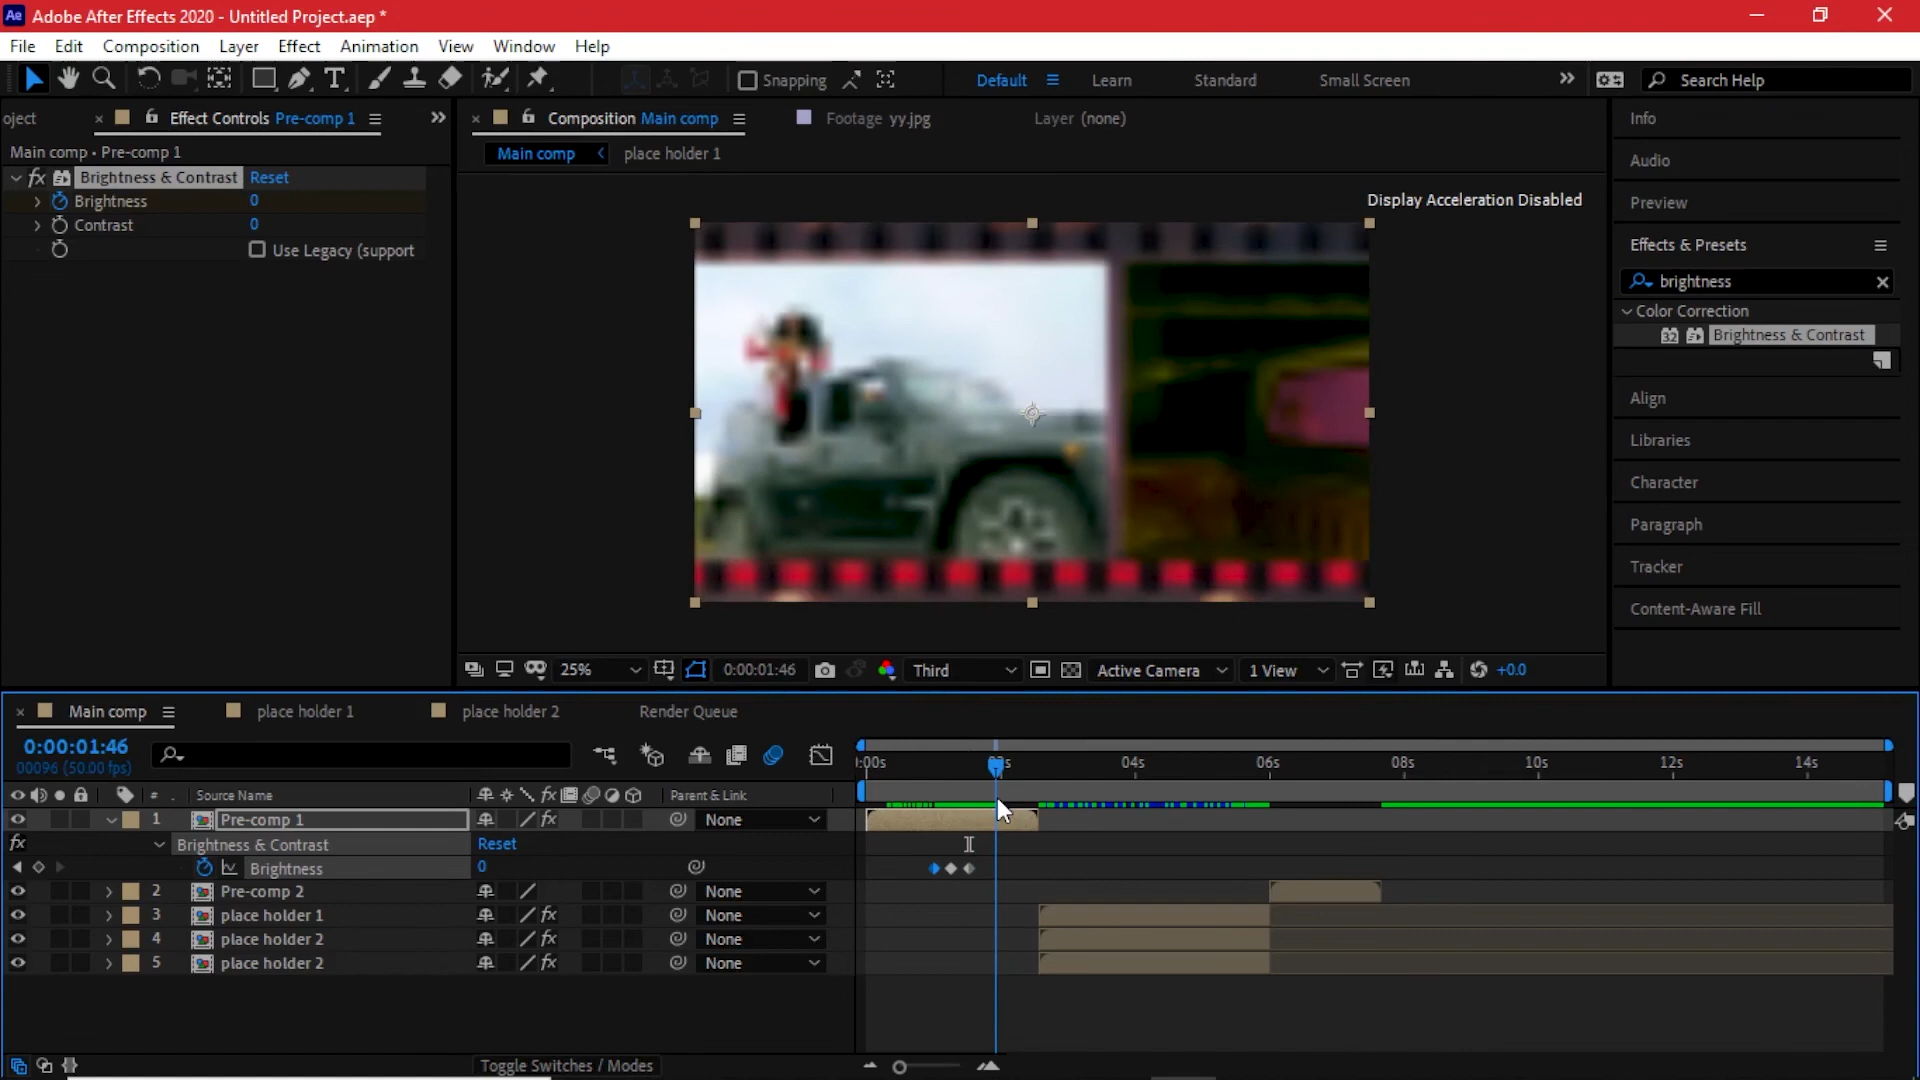 Ae Adobe After Effects 2020 - Untitled Project.aep *
File Edit Composition Layer Effect Animation View Window Help
Snapping Default Learn Standard Small Screen Search Help
oject Effect Controls Pre-comp 1
Main comp • Pre-comp 1
fx Brightness & Contrast Reset
Brightness 0
Contrast 0
Use Legacy (support
Composition Main comp Footage yy.jpg Layer (none)
Main comp place holder 1
Display Acceleration Disabled
25% 0:00:01:46 Third Active Camera 1 View +0.0
Info
Audio
Preview
Effects & Presets
brightness
Color Correction
32 Brightness & Contrast
Align
Libraries
Character
Paragraph
Tracker
Content-Aware Fill
Main comp place holder 1 place holder 2 Render Queue
0:00:01:46
00096 (50.00 fps)
04s 06s 08s 10s 12s 14s
# . Source Name fx Parent & Link
1 Pre-comp 1 fx None
fx Brightness & Contrast Reset
Brightness 0
2 Pre-comp 2 None
3 place holder 1 fx None
4 place holder 2 fx None
5 place holder 2 fx None
Toggle Switches / Modes